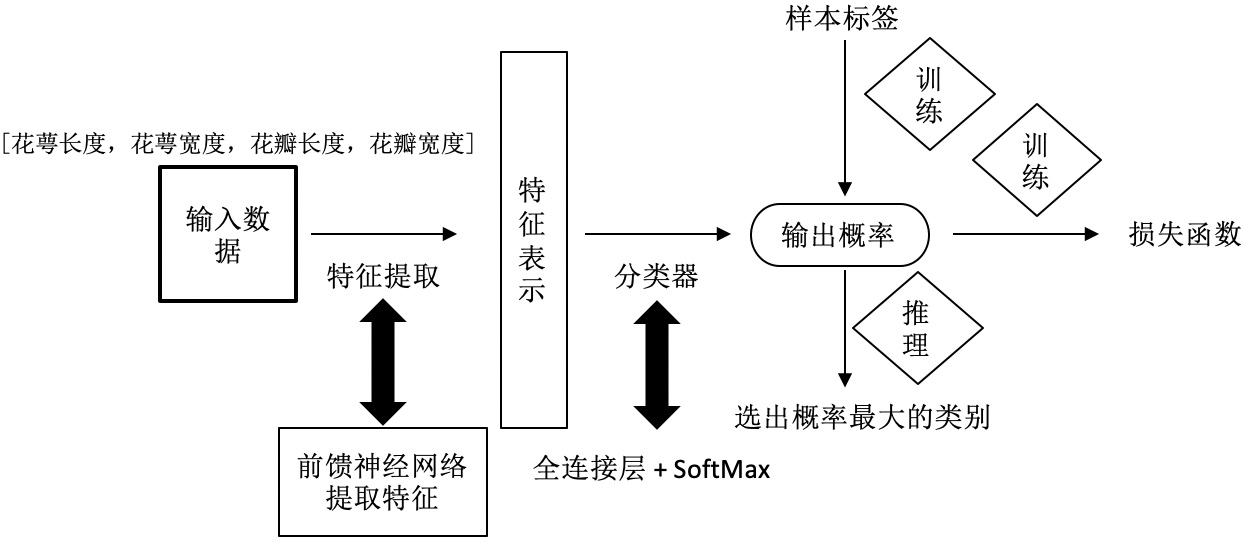 样本标签
训
练
训
练
[花萼长度，花萼宽度，花瓣长度，花瓣宽度]
输入数
据
特征提取
特
征
表
示
分类器
输出概率
损失函数
推
理
选出概率最大的类别
前馈神经网络
提取特征
全连接层 + SoftMax